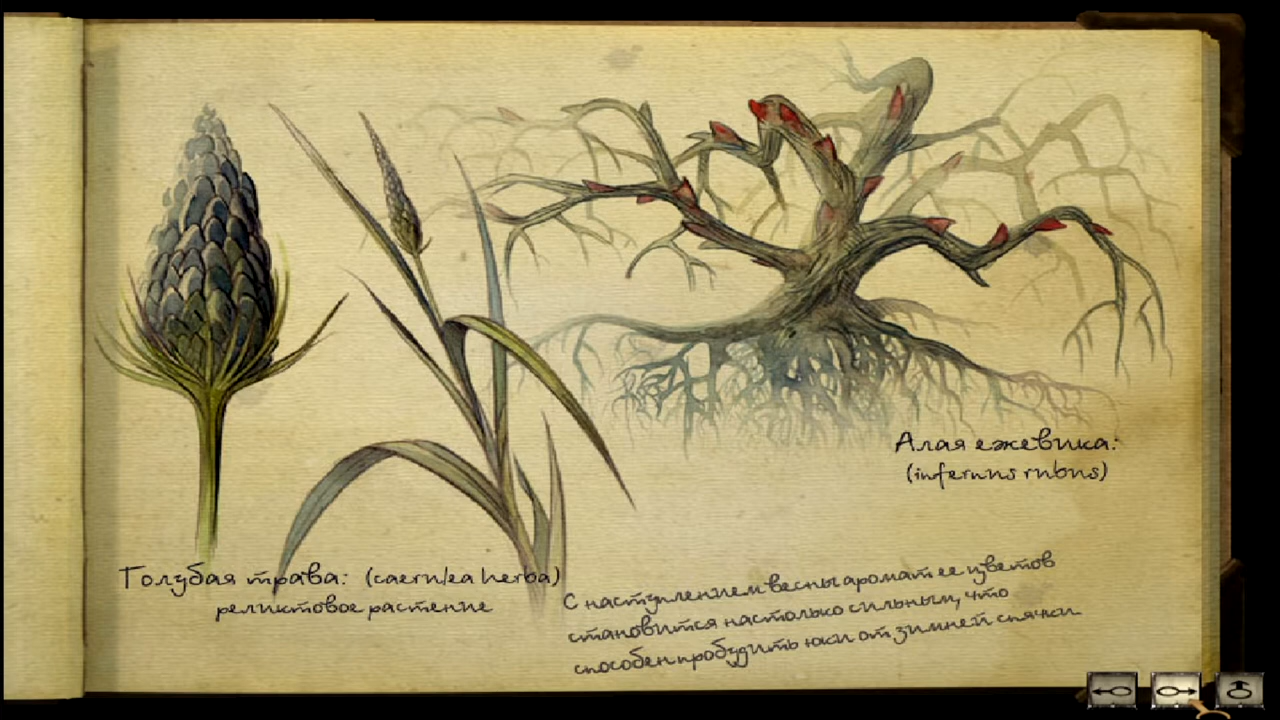 Голубая трава: (caerulea herba)
реликтовое растение
Алая ежевика:
(infernus rubus)
С наступлением весны аромат ее цветов
становится настолько сильным, что
способен пробудить юки от зимней спячки